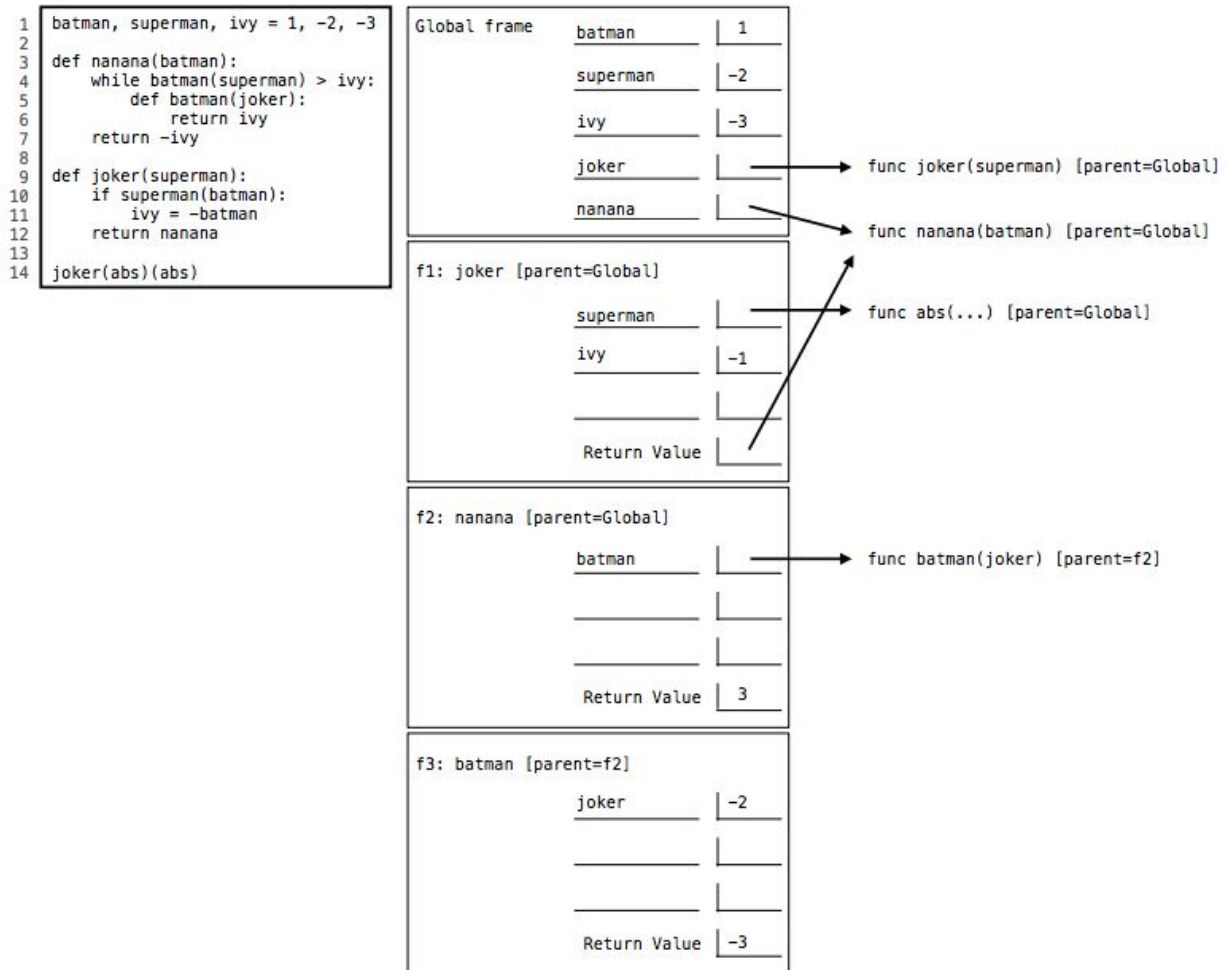 1 batman, superman, ivy = 1, -2, -3
2
3 def nanana(batman):
4     while batman(superman) > ivy:
5         def batman(joker):
6             return ivy
7     return -ivy
8
9 def joker(superman):
10     if superman(batman):
11         ivy = -batman
12     return nanana
13
14 joker(abs)(abs)
Global frame batman 1
superman -2
ivy -3
joker func joker(superman) [parent=Global]
nanana func nanana(batman) [parent=Global]
f1: joker [parent=Global]
superman func abs(...) [parent=Global]
ivy -1
Return Value
f2: nanana [parent=Global]
batman func batman(joker) [parent=f2]
Return Value 3
f3: batman [parent=f2]
joker -2
Return Value -3